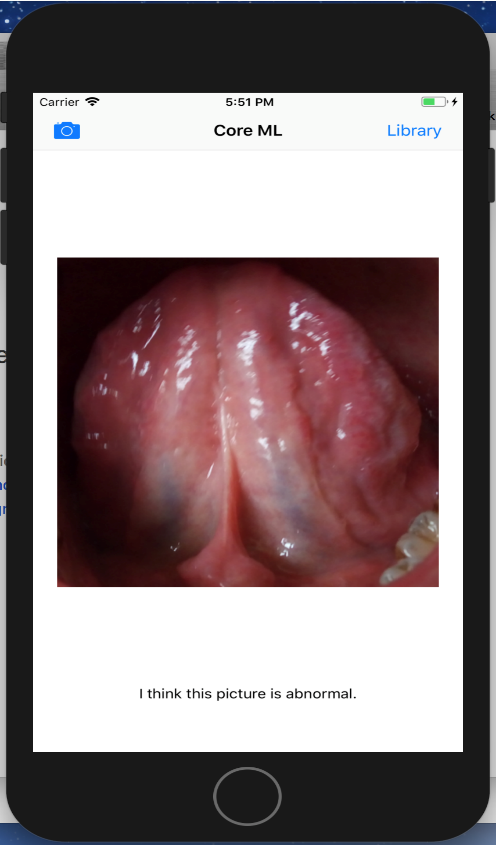 Carrier
5:51 PM
Core ML
Library
I think this picture is abnormal.